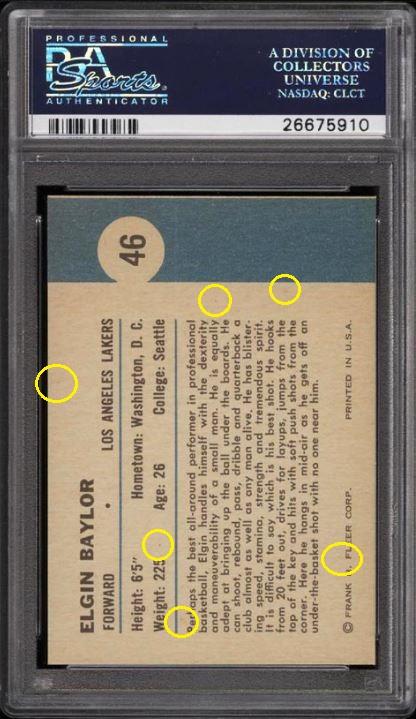 PROFESSIONAL
PSA
Sports
AUTHENTICATOR
A DIVISION OF
COLLECTORS
UNIVERSE
NASDAQ: CLCT
26675910
46
ELGIN BAYLOR
FORWARD • LOS ANGELES LAKERS
Height: 6'5" Hometown: Washington, D. C.
Weight: 225 Age: 26 College: Seattle
Perhaps the best all-around performer in professional
basketball, Elgin handles himself with the dexterity
and maneuverability of a small man. He is equally
adept at bringing up the ball under the boards. He
can shoot, rebound, pass, dribble and quarterback a
club almost as well as any man alive. He has blister-
ing speed, stamina, strength and tremendous spirit.
It is difficult to say which is his best shot. He hooks
from 20 feet out, drives for layups, jumps from the
top of the key and hits with soft push shots from the
corner. Here he hangs in mid-air as he gets off an
under-the-basket shot with no one near him.
© FRANK H. FLEER CORP. PRINTED IN U.S.A.